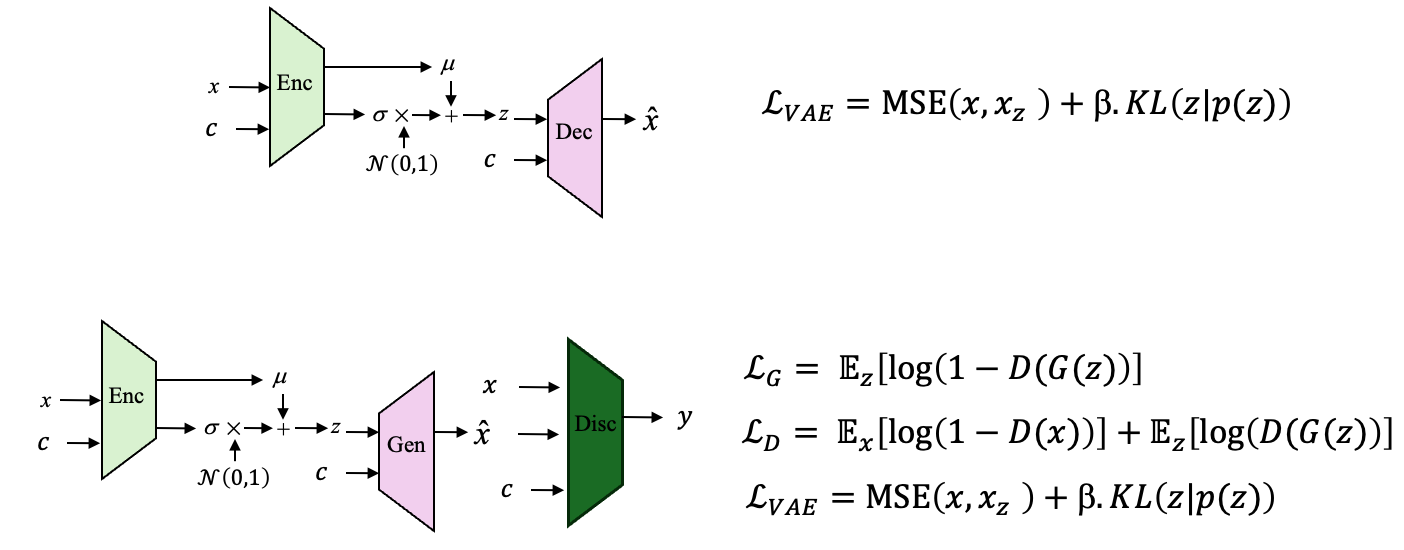 x
c
Enc
μ
σ × + z
𝒩(0,1)
c
Dec
x̂
ℒ_VAE = MSE(x, x_z ) + β. KL(z|p(z))
x
c
Enc
μ
σ × + z
𝒩(0,1)
c
Gen
x̂
x
c
Disc
y
ℒ_G = 𝔼_z[log(1 − D(G(z))]
ℒ_D = 𝔼_x[log(1 − D(x))] + 𝔼_z[log(D(G(z))]
ℒ_VAE = MSE(x, x_z ) + β. KL(z|p(z))